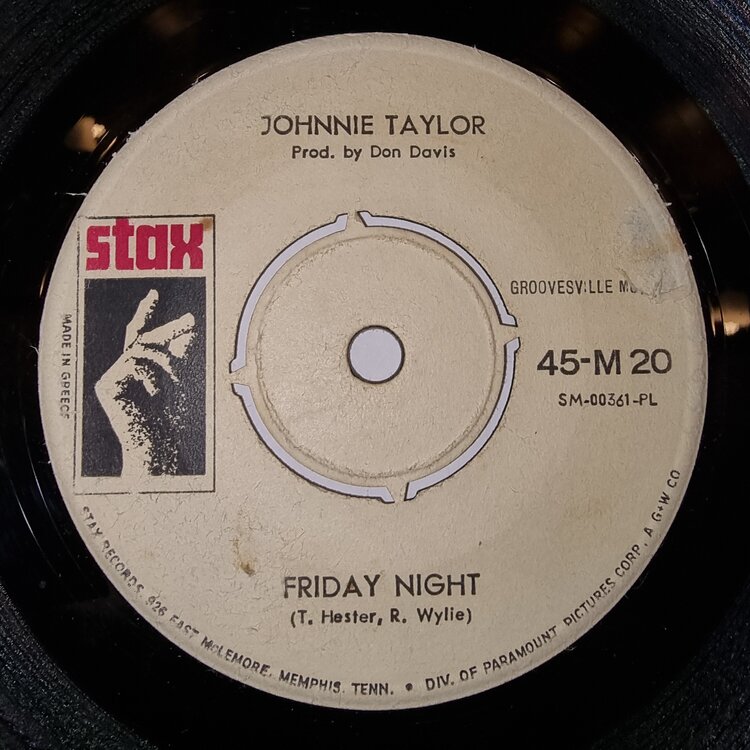 JOHNNIE TAYLOR
Prod. by Don Davis
stax
MADE IN GREECE
GROOVESVILLE
45-M 20
SM-00361-PL
FRIDAY NIGHT
(T. Hester, R. Wylie)
STAX RECORDS, 926 EAST McLEMORE, MEMPHIS, TENN. • DIV. OF PARAMOUNT PICTURES CORP., A G+W CO